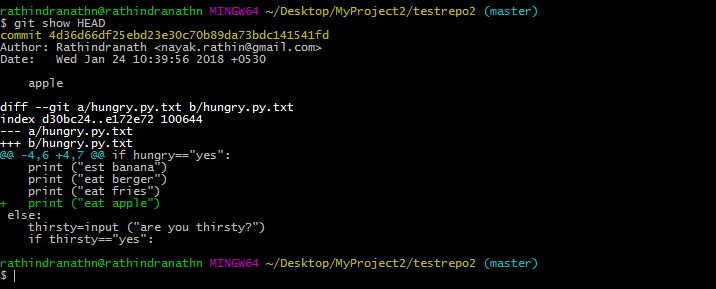 rathindranathn@rathindranathn MINGW64 ~/Desktop/MyProject2/testrepo2 (master)
$ git show HEAD
commit 4d36d66df25ebd23e30c70b89da73bdc141541fd
Author: Rathindranath <nayak.rathin@gmail.com>
Date:   Wed Jan 24 10:39:56 2018 +0530
    apple
diff --git a/hungry.py.txt b/hungry.py.txt
index d30bc24..e172e72 100644
--- a/hungry.py.txt
+++ b/hungry.py.txt
@@ -4,6 +4,7 @@ if hungry=="yes":
     print ("est banana")
     print ("eat berger")
     print ("eat fries")
+    print ("eat apple")
 else:
     thirsty=input ("are you thirsty?")
     if thirsty=="yes":
rathindranathn@rathindranathn MINGW64 ~/Desktop/MyProject2/testrepo2 (master)
$